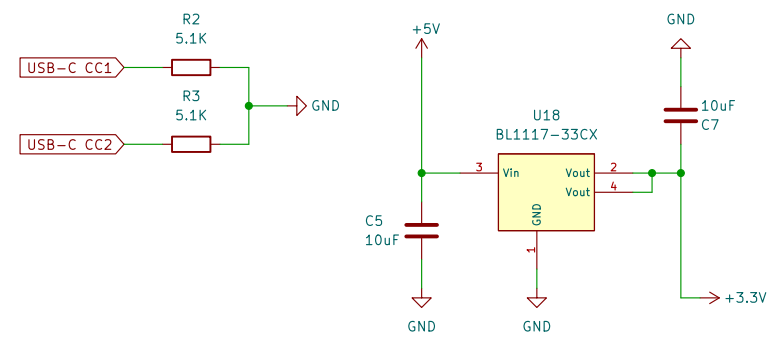 R2
5.1K
USB-C CC1
R3
5.1K
GND
USB-C CC2
+5V
GND
U18
BL1117-33CX
10uF
C7
3
Vin
Vout
2
Vout
4
GND
1
C5
10uF
GND
GND
+3.3V